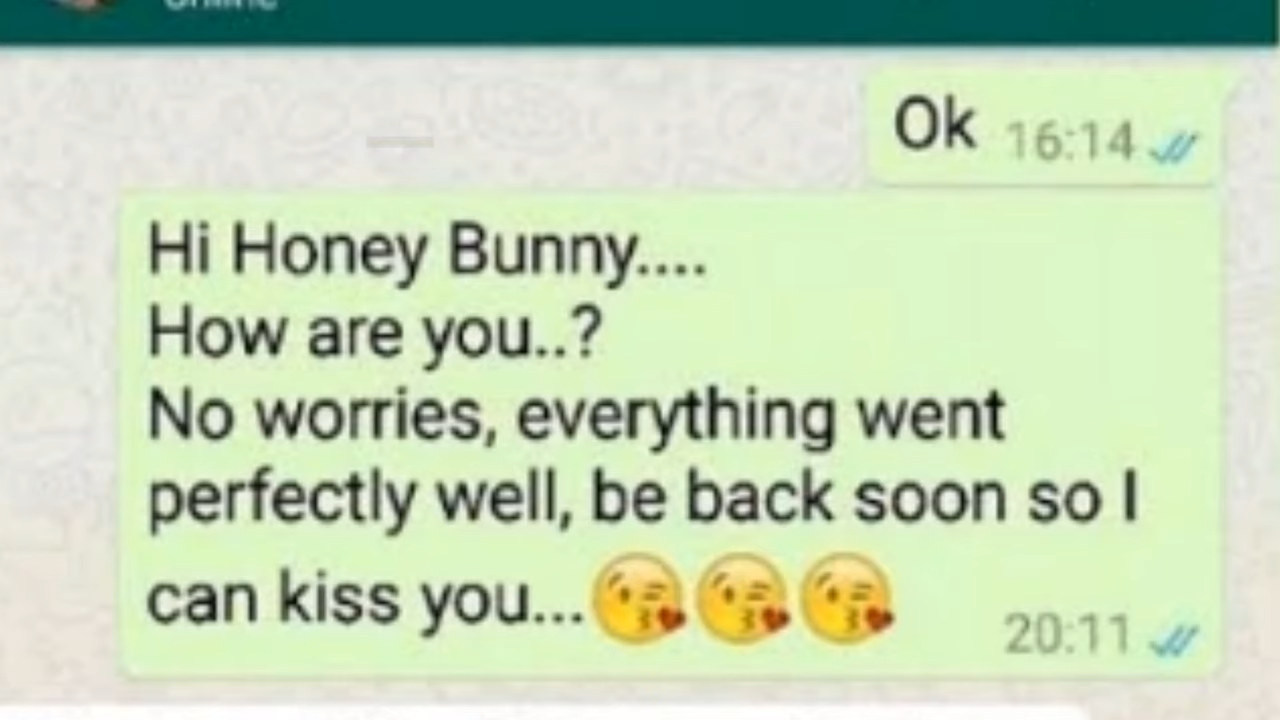 Ok 16:14
Hi Honey Bunny....
How are you..?
No worries, everything went
perfectly well, be back soon so I
can kiss you...😘😘😘
20:11